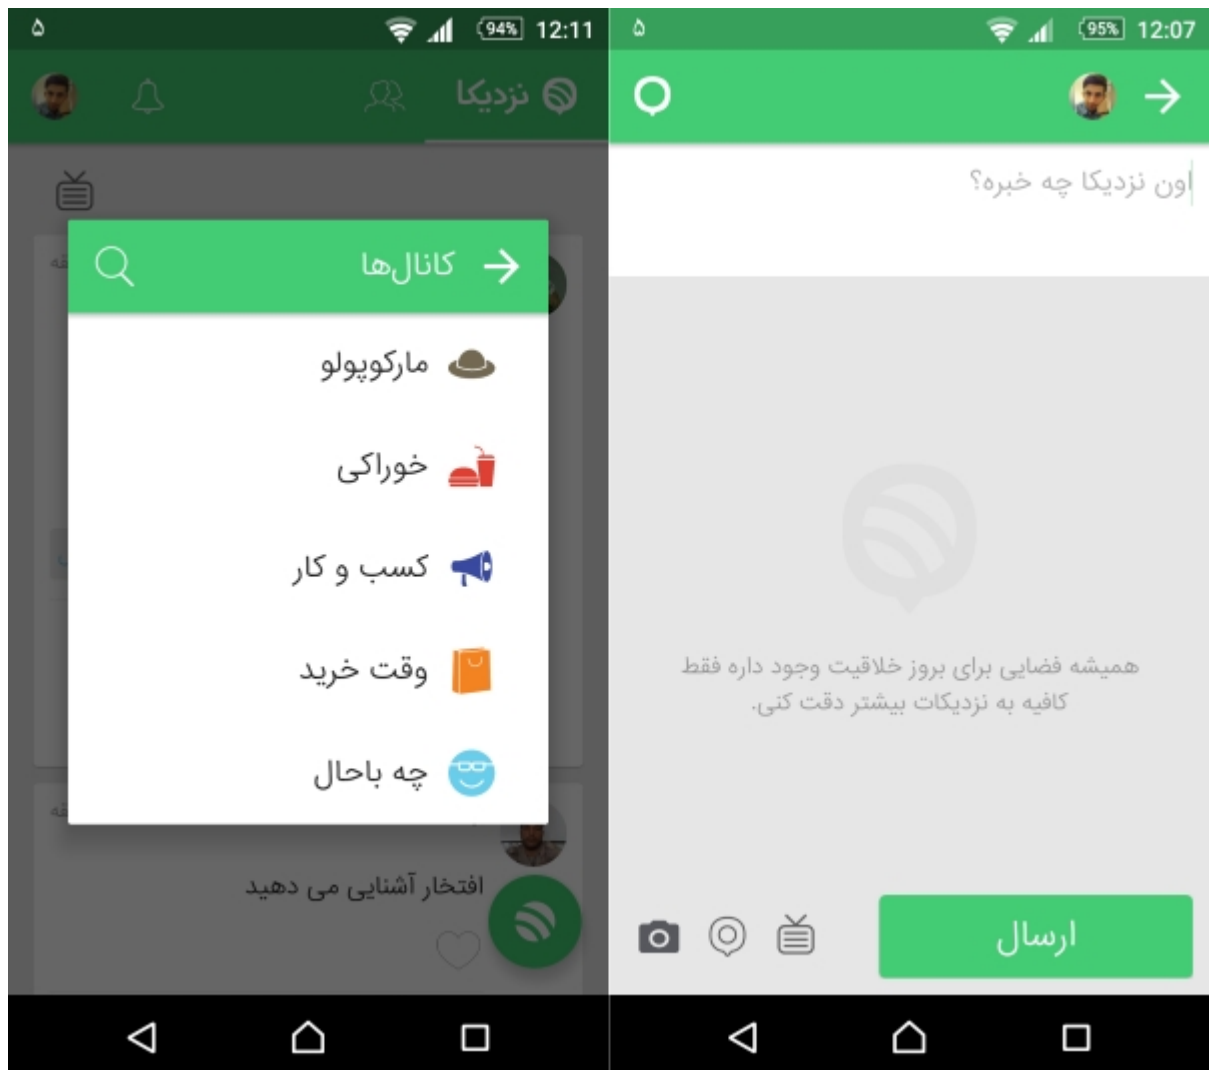 ۵
94%
12:11
نزدیکا
کانال‌ها
مارکوپولو
خوراکی
کسب و کار
وقت خرید
چه باحال
افتخار آشنایی می دهید
۵
95%
12:07
اون نزدیکا چه خبره؟
همیشه فضایی برای بروز خلاقیت وجود داره فقط
کافیه به نزدیکات بیشتر دقت کنی.
ارسال